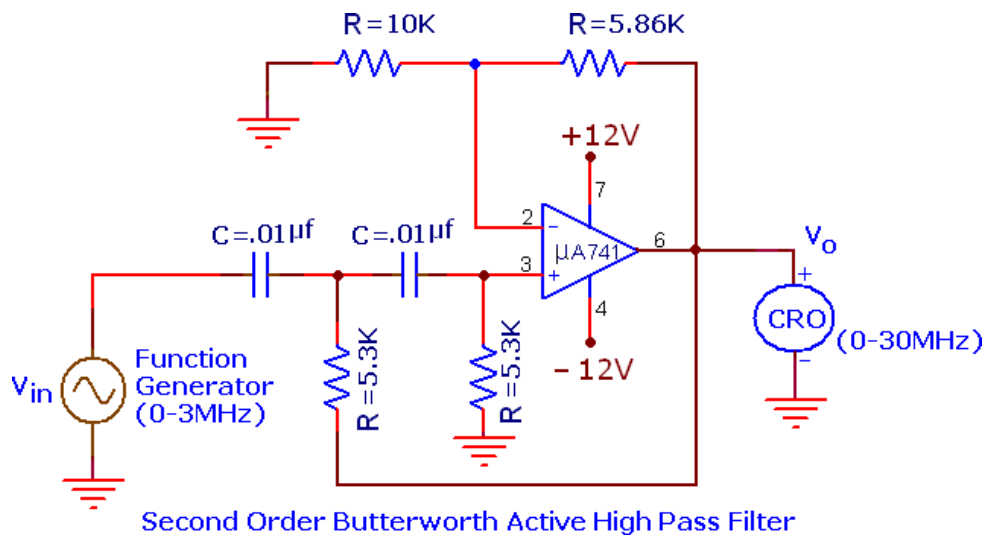 R=10K
R=5.86K
+12V
7
C=.01µf
C=.01µf
2
-
µA741
6
Vo
3
+
+
4
CRO
(0-30MHz)
-
R=5.3K
R=5.3K
-12V
Function
Generator
(0-3MHz)
Vin
Second Order Butterworth Active High Pass Filter